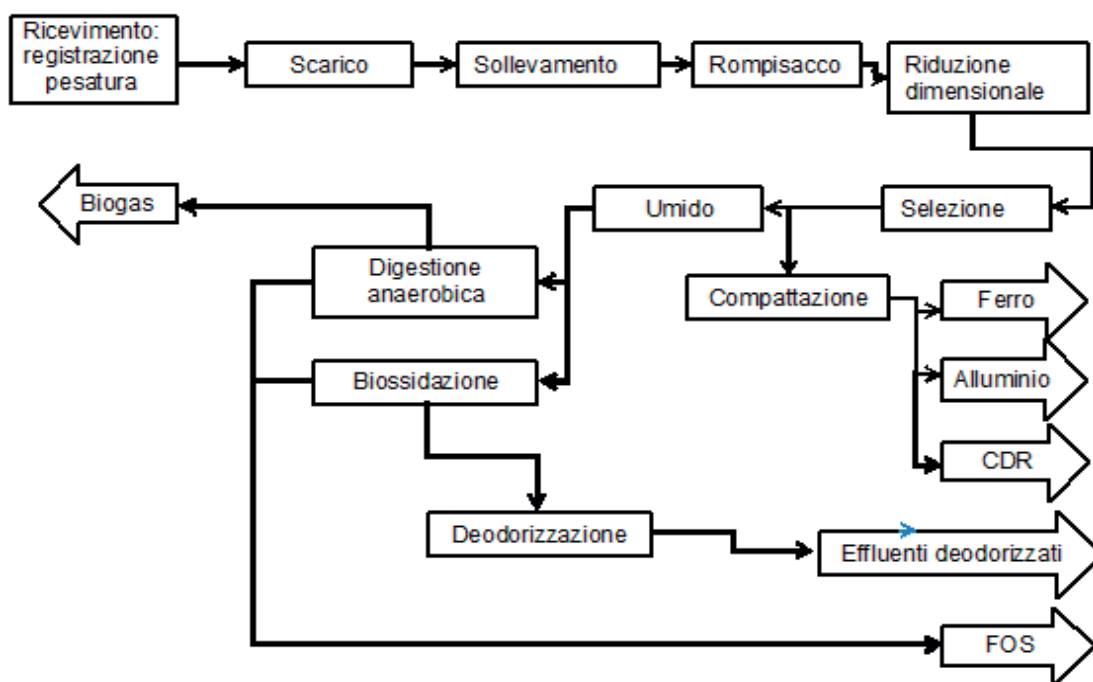 Ricevimento:
registrazione
pesatura
Scarico
Sollevamento
Rompisacco
Riduzione
dimensionale
Biogas
Umido
Selezione
Digestione
anaerobica
Compattazione
Ferro
Biossidazione
Alluminio
CDR
Deodorizzazione
Effluenti deodorizzati
FOS